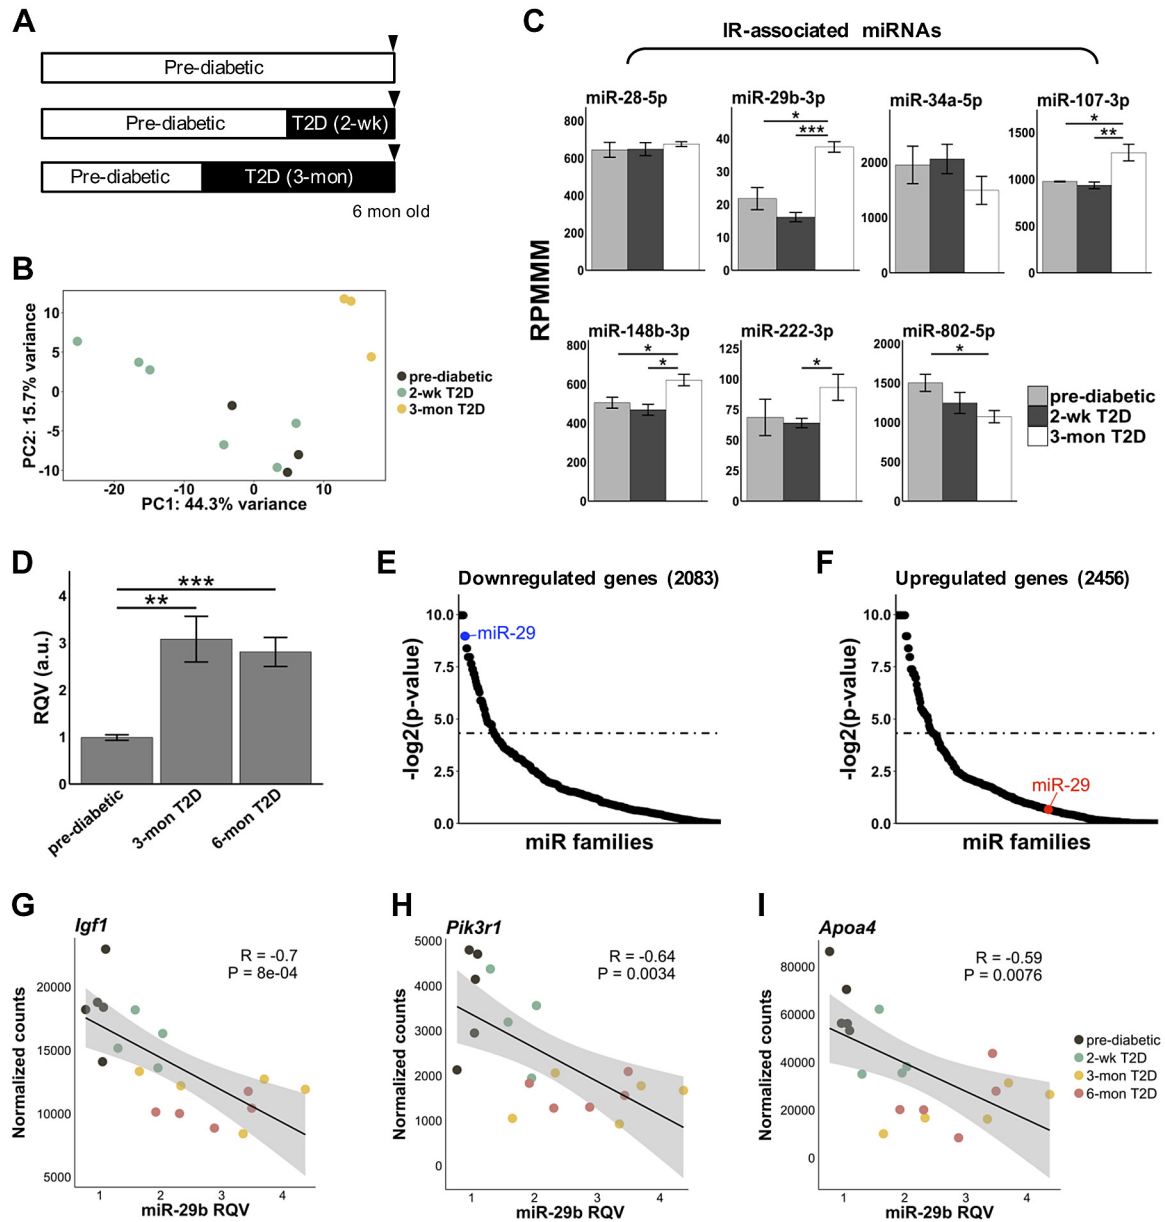 A
Pre-diabetic
Pre-diabetic
T2D (2-wk)
Pre-diabetic
T2D (3-mon)
6 mon old
B
PC2: 15.7% variance
10
5
0
-5
-10
-20
-10
0
10
PC1: 44.3% variance
pre-diabetic
2-wk T2D
3-mon T2D
C
IR-associated miRNAs
RPMMM
miR-28-5p
800
600
400
200
0
miR-29b-3p
40
30
20
10
0
*
***
miR-34a-5p
2000
1000
0
miR-107-3p
1500
1000
500
0
*
**
miR-148b-3p
800
600
400
200
0
*
*
miR-222-3p
125
100
75
50
25
0
*
miR-802-5p
2000
1500
1000
500
0
*
pre-diabetic
2-wk T2D
3-mon T2D
D
RQV (a.u.)
4
3
2
1
0
***
**
pre-diabetic
3-mon T2D
6-mon T2D
E
Downregulated genes (2083)
-log2(p-value)
10.0
7.5
5.0
2.5
0.0
miR-29
miR families
F
Upregulated genes (2456)
-log2(p-value)
10.0
7.5
5.0
2.5
0.0
miR-29
miR families
G
Igf1
R = -0.7
P = 8e-04
Normalized counts
20000
15000
10000
5000
1
2
3
4
miR-29b RQV
H
Pik3r1
R = -0.64
P = 0.0034
Normalized counts
5000
4000
3000
2000
1000
0
1
2
3
4
miR-29b RQV
I
Apoa4
R = -0.59
P = 0.0076
Normalized counts
80000
60000
40000
20000
0
1
2
3
4
miR-29b RQV
pre-diabetic
2-wk T2D
3-mon T2D
6-mon T2D